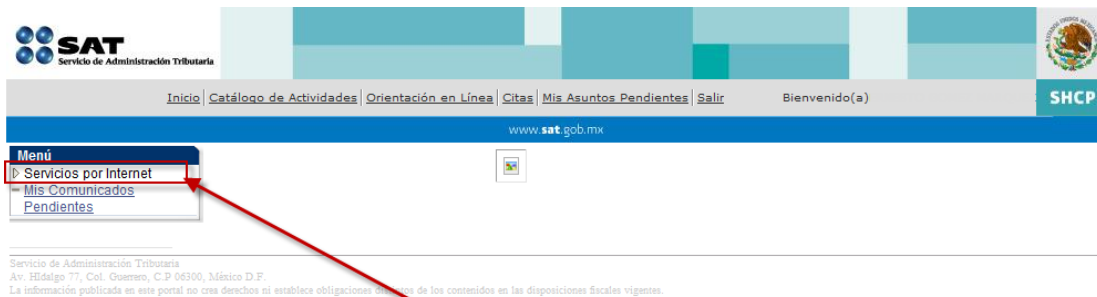 SAT
Servicio de Administración Tributaria
Inicio | Catálogo de Actividades | Orientación en Línea | Citas | Mis Asuntos Pendientes | Salir Bienvenido(a)
SHCP
www.sat.gob.mx
Menú
Servicios por Internet
Mis Comunicados
Pendientes
Servicio de Administración Tributaria
Av. HIdalgo 77, Col. Guerrero, C.P 06300, México D.F.
La información publicada en este portal no crea derechos ni establece obligaciones de los contenidos en las disposiciones fiscales vigentes.